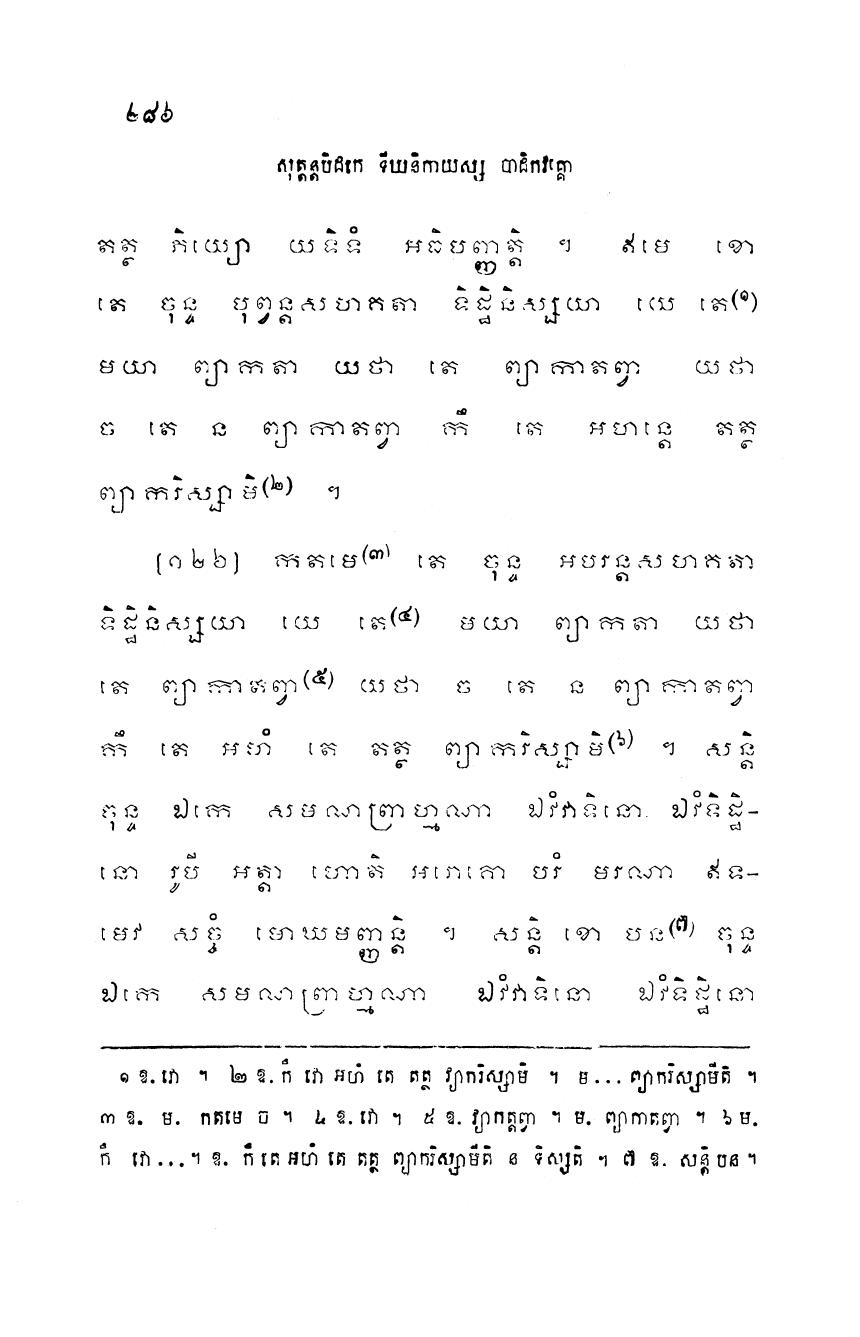 ២៨៦
សុត្តន្តបិដកេ ទីឃនិកាយស្ស បាដិកវគ្គោ
តត្ថ ភិយ្យោ យទិទំ អធិបញ្ញត្តិ ។ ឥមេ ខោ
តេ ចុន្ទ បុព្វន្តសហគតា ទិដ្ឋិនិស្សយា យេ តេ(១)
មយា ព្យាកតា យថា តេ ព្យាកាតព្វា យថា
ច តេ ន ព្យាកាតព្វា កឹ តេ អហន្តេ តត្ថ
ព្យាករិស្សាមិ(២) ។
[១២៦] កតមេ(៣) តេ ចុន្ទ អបរន្តសហគតា
ទិដ្ឋិនិស្សយា យេ តេ(៤) មយា ព្យាកតា យថា
តេ ព្យាកាតព្វា(៥) យថា ច តេ ន ព្យាកាតព្វា
កឹ តេ អហំ តេ តត្ថ ព្យាករិស្សាមិ(៦) ។ សន្តិ
ចុន្ទ ឯកេ សមណព្រាហ្មណា ឯវំវាទិនោ ឯវំទិដ្ឋិ-
នោ រូបី អត្តា ហោតិ អរោគោ បរំ មរណា ឥទ-
មេវ សច្ចំ មោឃមញ្ញន្តិ ។ សន្តិ ខោ បន(៧) ចុន្ទ
ឯកេ សមណព្រាហ្មណា ឯវំវាទិនោ ឯវំទិដ្ឋិនោ
១ ឱ. វោ ។ ២ ឱ. កឹ វោ អហំ តេ តត្ថ វ្យាករិស្សាមិ ។ ម... ព្យាករិស្សាមីតិ ។
៣ ឱ. ម. កតមេ ច ។ ៤ ឱ. វោ ។ ៥ ឱ. វ្យាកត្តព្វា ។ ម. ព្យាកាតព្វា ។ ៦ ម.
កឹ វោ...។ ឱ. កឹ តេ អហំ តេ តត្ថ ព្យាករិស្សាមីតិ ន ទិស្សតិ ។ ៧ ឱ. សន្តិ បន ។